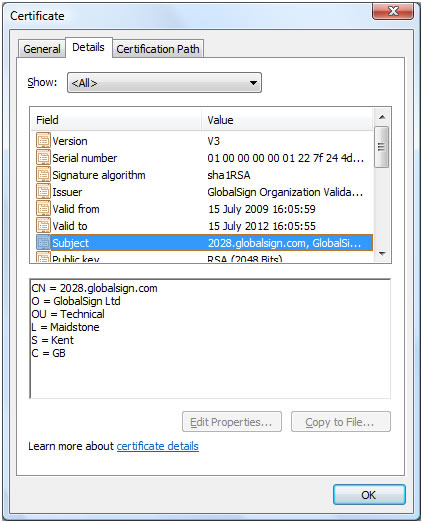 Certificate
General Details Certification Path
Show: <All>
Field Value
Version V3
Serial number 01 00 00 00 00 01 22 7f 24 4d...
Signature algorithm sha1RSA
Issuer GlobalSign Organization Valida...
Valid from 15 July 2009 16:05:59
Valid to 15 July 2012 16:05:55
Subject 2028.globalsign.com, GlobalSi...
Public key RSA (2048 Bits)
CN = 2028.globalsign.com
O = GlobalSign Ltd
OU = Technical
L = Maidstone
S = Kent
C = GB
Edit Properties... Copy to File...
Learn more about certificate details
OK